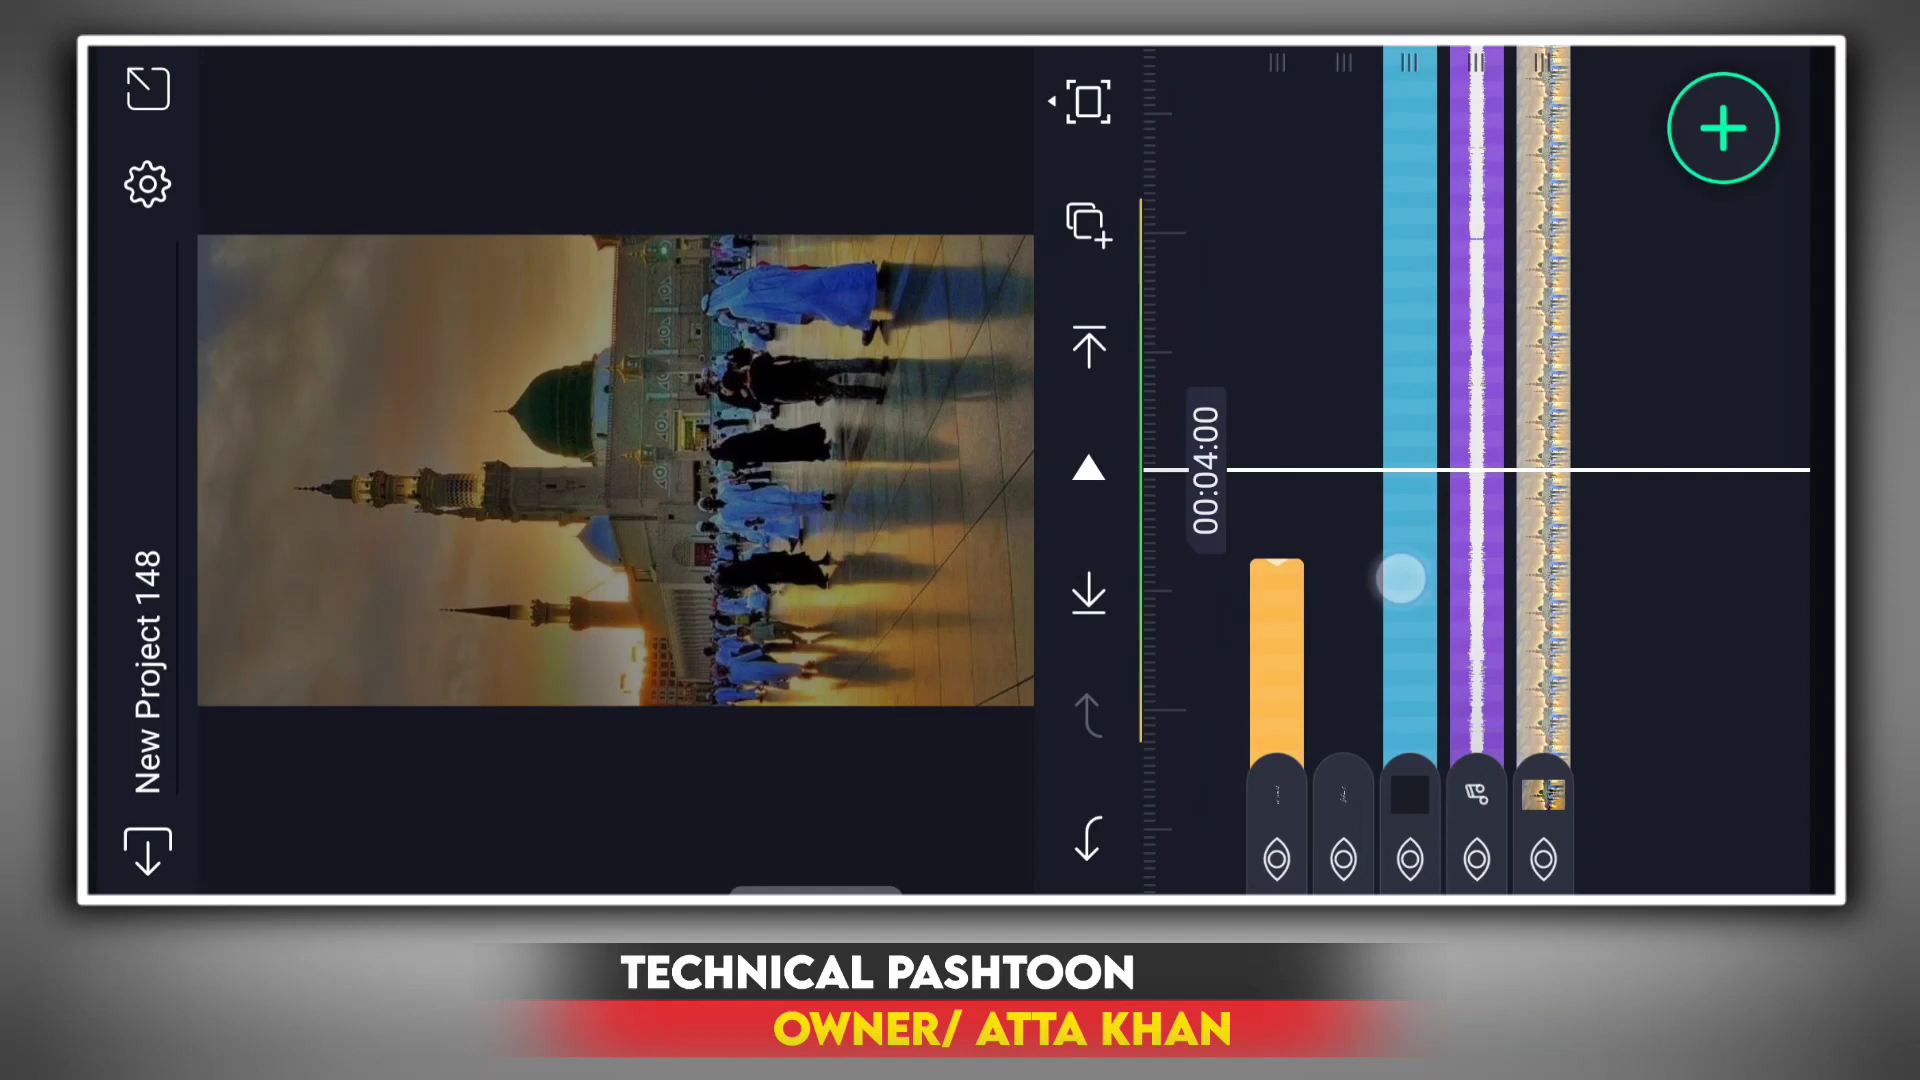 New Project 148
00:04:00
TECHNICAL PASHTOON
OWNER/ ATTA KHAN